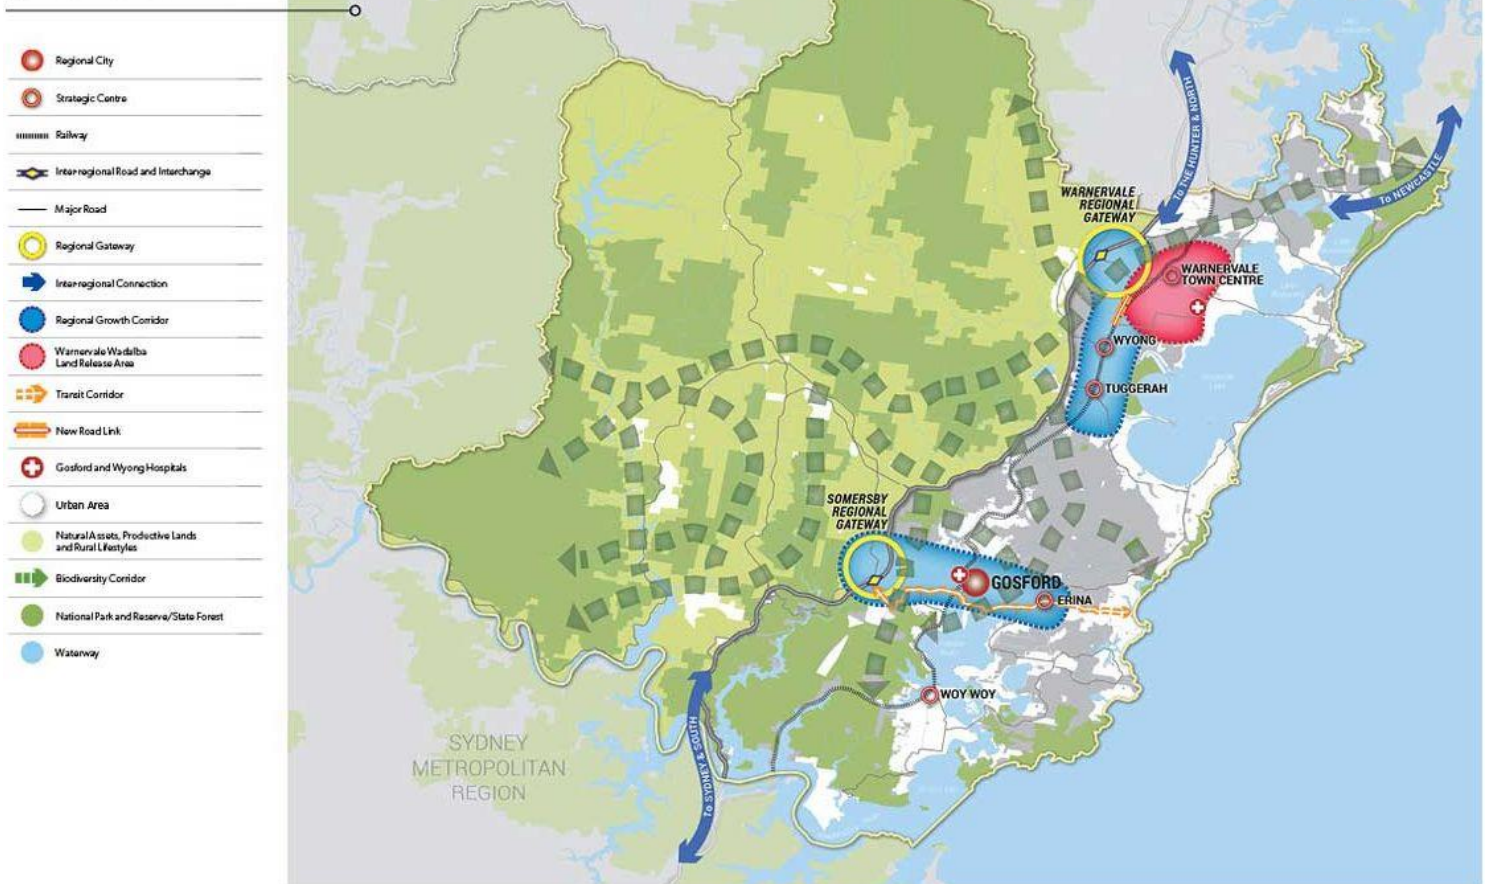 Regional City
Strategic Centre
Railway
Inter-regional Road and Interchange
Major Road
Regional Gateway
Inter-regional Connection
Regional Growth Corridor
Warnervale Wadalba
Land Release Area
Transit Corridor
New Road Link
Gosford and Wyong Hospitals
Urban Area
Natural Assets, Productive Lands
and Rural Lifestyles
Biodiversity Corridor
National Park and Reserve/State Forest
Waterway
To THE HUNTER & NORTH
To NEWCASTLE
WARNERVALE
REGIONAL
GATEWAY
WARNERVALE
TOWN CENTRE
WYONG
TUGGERAH
SOMERSBY
REGIONAL
GATEWAY
GOSFORD
ERINA
WOY WOY
To SYDNEY & SOUTH
SYDNEY
METROPOLITAN
REGION